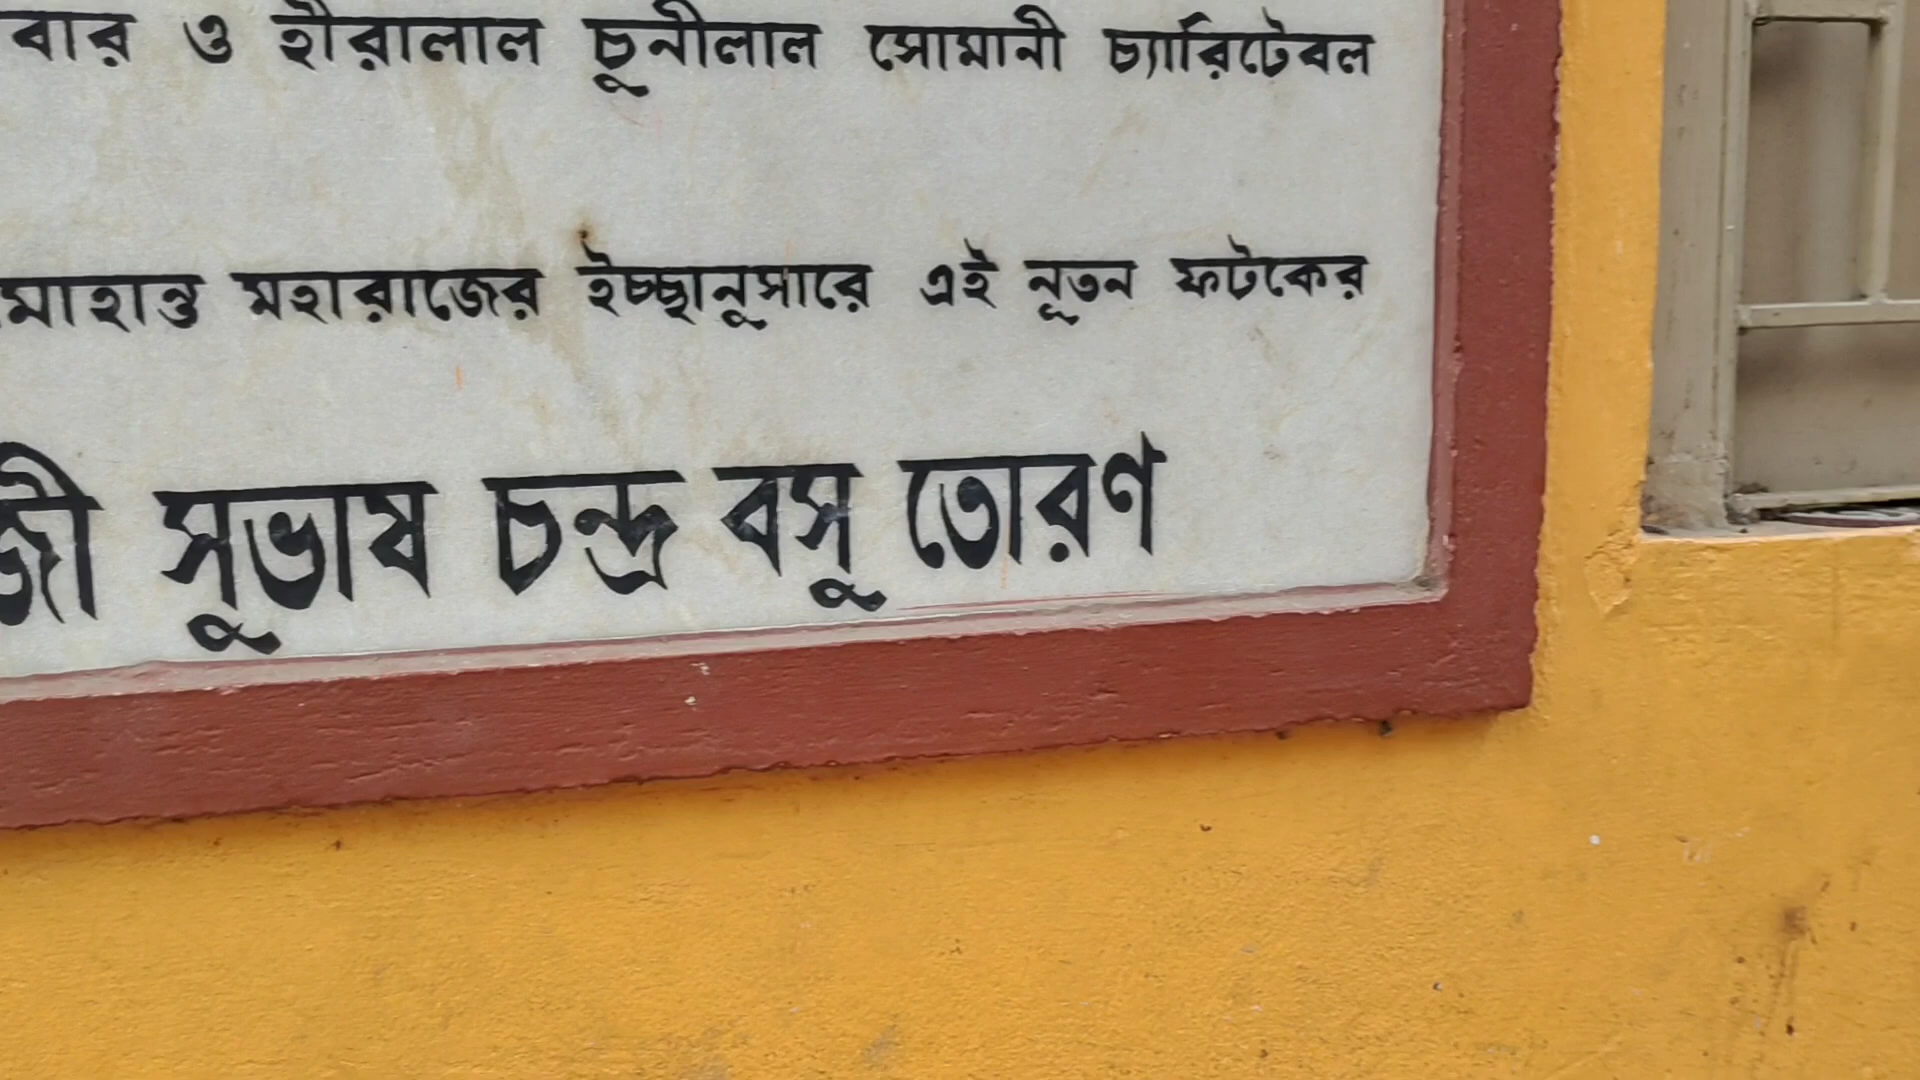 বার ও হীরালাল চুনীলাল সোমানী চ্যারিটেবল
মোহান্ত মহারাজের ইচ্ছানুসারে এই নূতন ফটকের
জী সুভাষ চন্দ্র বসু তোরণ